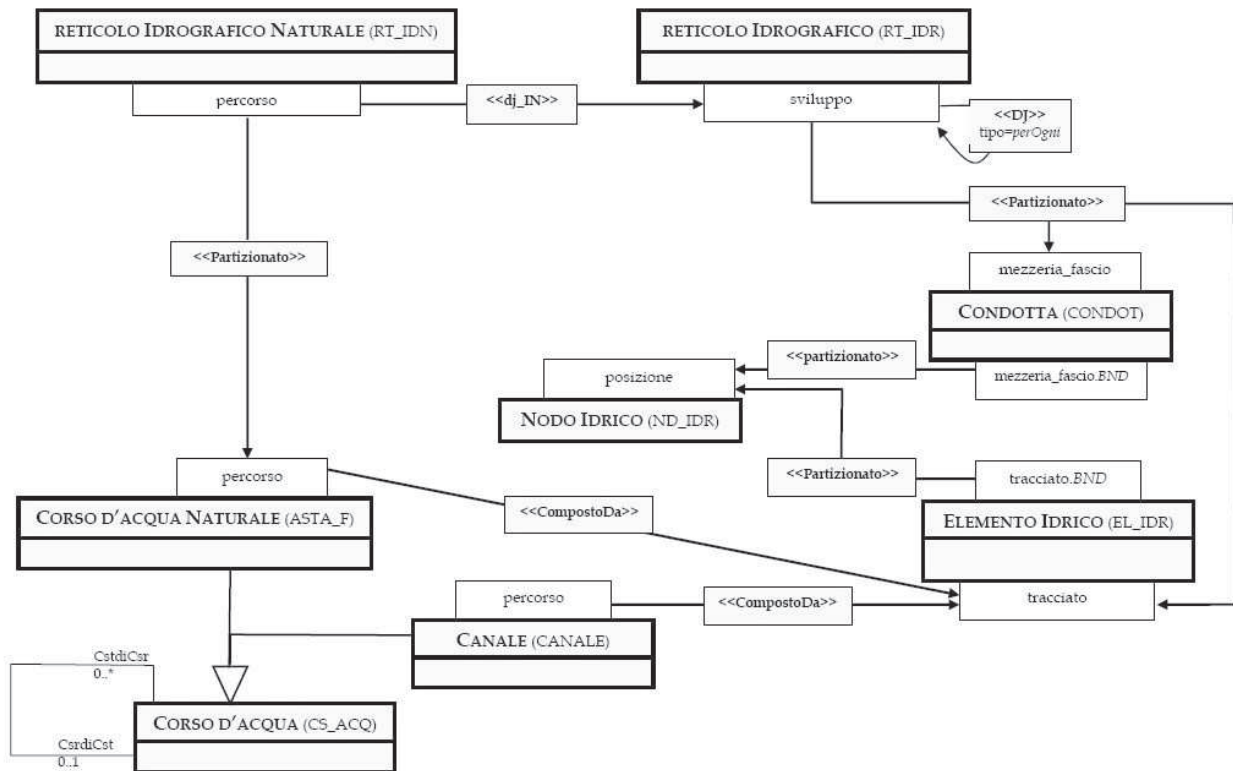 RETICOLO IDROGRAFICO NATURALE (RT_IDN)
RETICOLO IDROGRAFICO (RT_IDR)
percorso
<<dj_IN>>
sviluppo
<<DJ>>
tipo=perOgni
<<Partizionato>>
<<Partizionato>>
mezzeria_fascio
CONDOTTA (CONDOT)
<<partizionato>>
posizione
mezzeria_fascio.BND
NODO IDRICO (ND_IDR)
percorso
<<Partizionato>>
tracciato.BND
CORSO D'ACQUA NATURALE (ASTA_F)
<<CompostoDa>>
ELEMENTO IDRICO (EL_IDR)
percorso
<<CompostoDa>>
tracciato
CANALE (CANALE)
CstdiCsr
0..*
CORSO D'ACQUA (CS_ACQ)
CsrdiCst
0..1